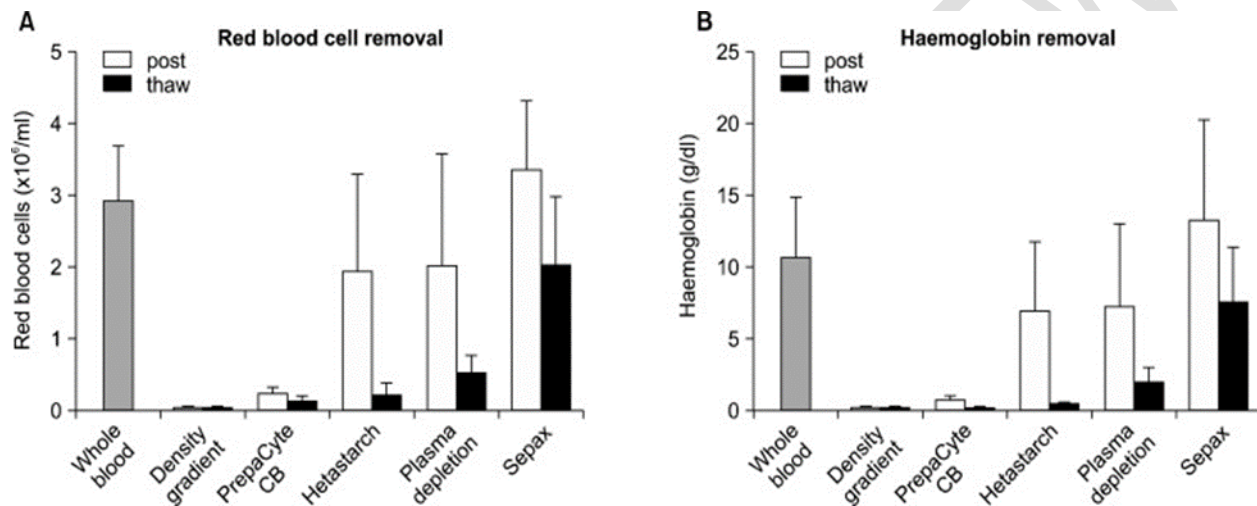 A
Red blood cell removal
post
thaw
Red blood cells (x10⁶/ml)
5
4
3
2
1
0
Whole
blood
Density
gradient
PrepaCyte
CB
Hetastarch
Plasma
depletion
Sepax
B
Haemoglobin removal
post
thaw
Haemoglobin (g/dl)
25
20
15
10
5
0
Whole
blood
Density
gradient
PrepaCyte
CB
Hetastarch
Plasma
depletion
Sepax